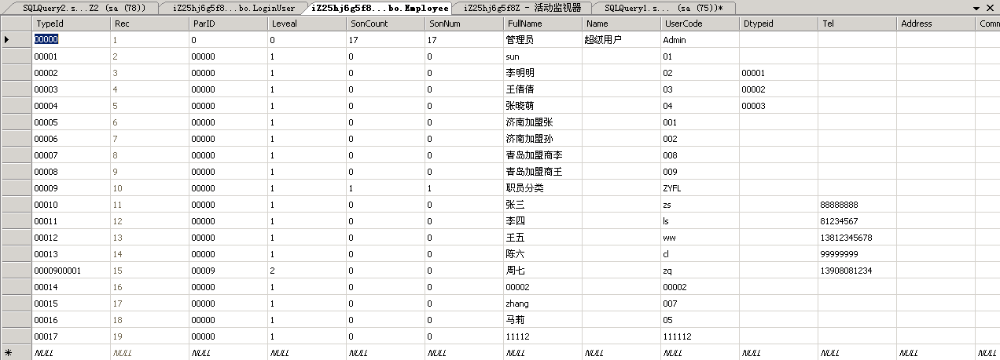 SQLQuery2.s...Z2 (sa (78)) iZ25hj6g5f8...bo.LoginUser iZ25hj6g5f8...bo.Employee iZ25hj6g5f8Z - 活动监视器 SQLQuery1.s... (sa (75))*
TypeId Rec ParID Leveal SonCount SonNum FullName Name UserCode Dtypeid Tel Address Comm
00000 1 0 0 17 17 管理员 超级用户 Admin
00001 2 00000 1 0 0 sun 01
00002 3 00000 1 0 0 李明明 02 00001
00003 4 00000 1 0 0 王倩倩 03 00002
00004 5 00000 1 0 0 张晓萌 04 00003
00005 6 00000 1 0 0 济南加盟张 001
00006 7 00000 1 0 0 济南加盟孙 002
00007 8 00000 1 0 0 青岛加盟商李 008
00008 9 00000 1 0 0 青岛加盟商王 009
00009 10 00000 1 1 1 职员分类 ZYFL
00010 11 00000 1 0 0 张三 zs 88888888
00011 12 00000 1 0 0 李四 ls 81234567
00012 13 00000 1 0 0 王五 ww 13812345678
00013 14 00000 1 0 0 陈六 cl 99999999
0000900001 15 00009 2 0 0 周七 zq 13908081234
00014 16 00000 1 0 0 00002 00002
00015 17 00000 1 0 0 zhang 007
00016 18 00000 1 0 0 马莉 05
00017 19 00000 1 0 0 11112 111112
NULL NULL NULL NULL NULL NULL NULL NULL NULL NULL NULL NULL NULL